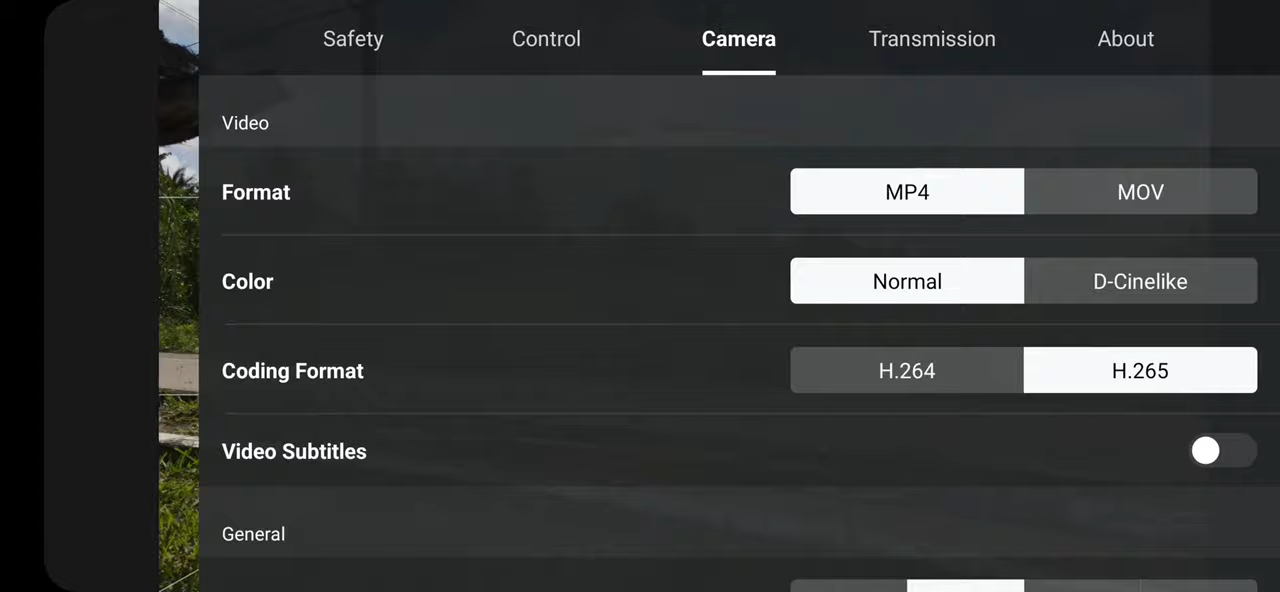 Safety Control Camera Transmission About
Video
Format MP4 MOV
Color Normal D-Cinelike
Coding Format H.264 H.265
Video Subtitles
General